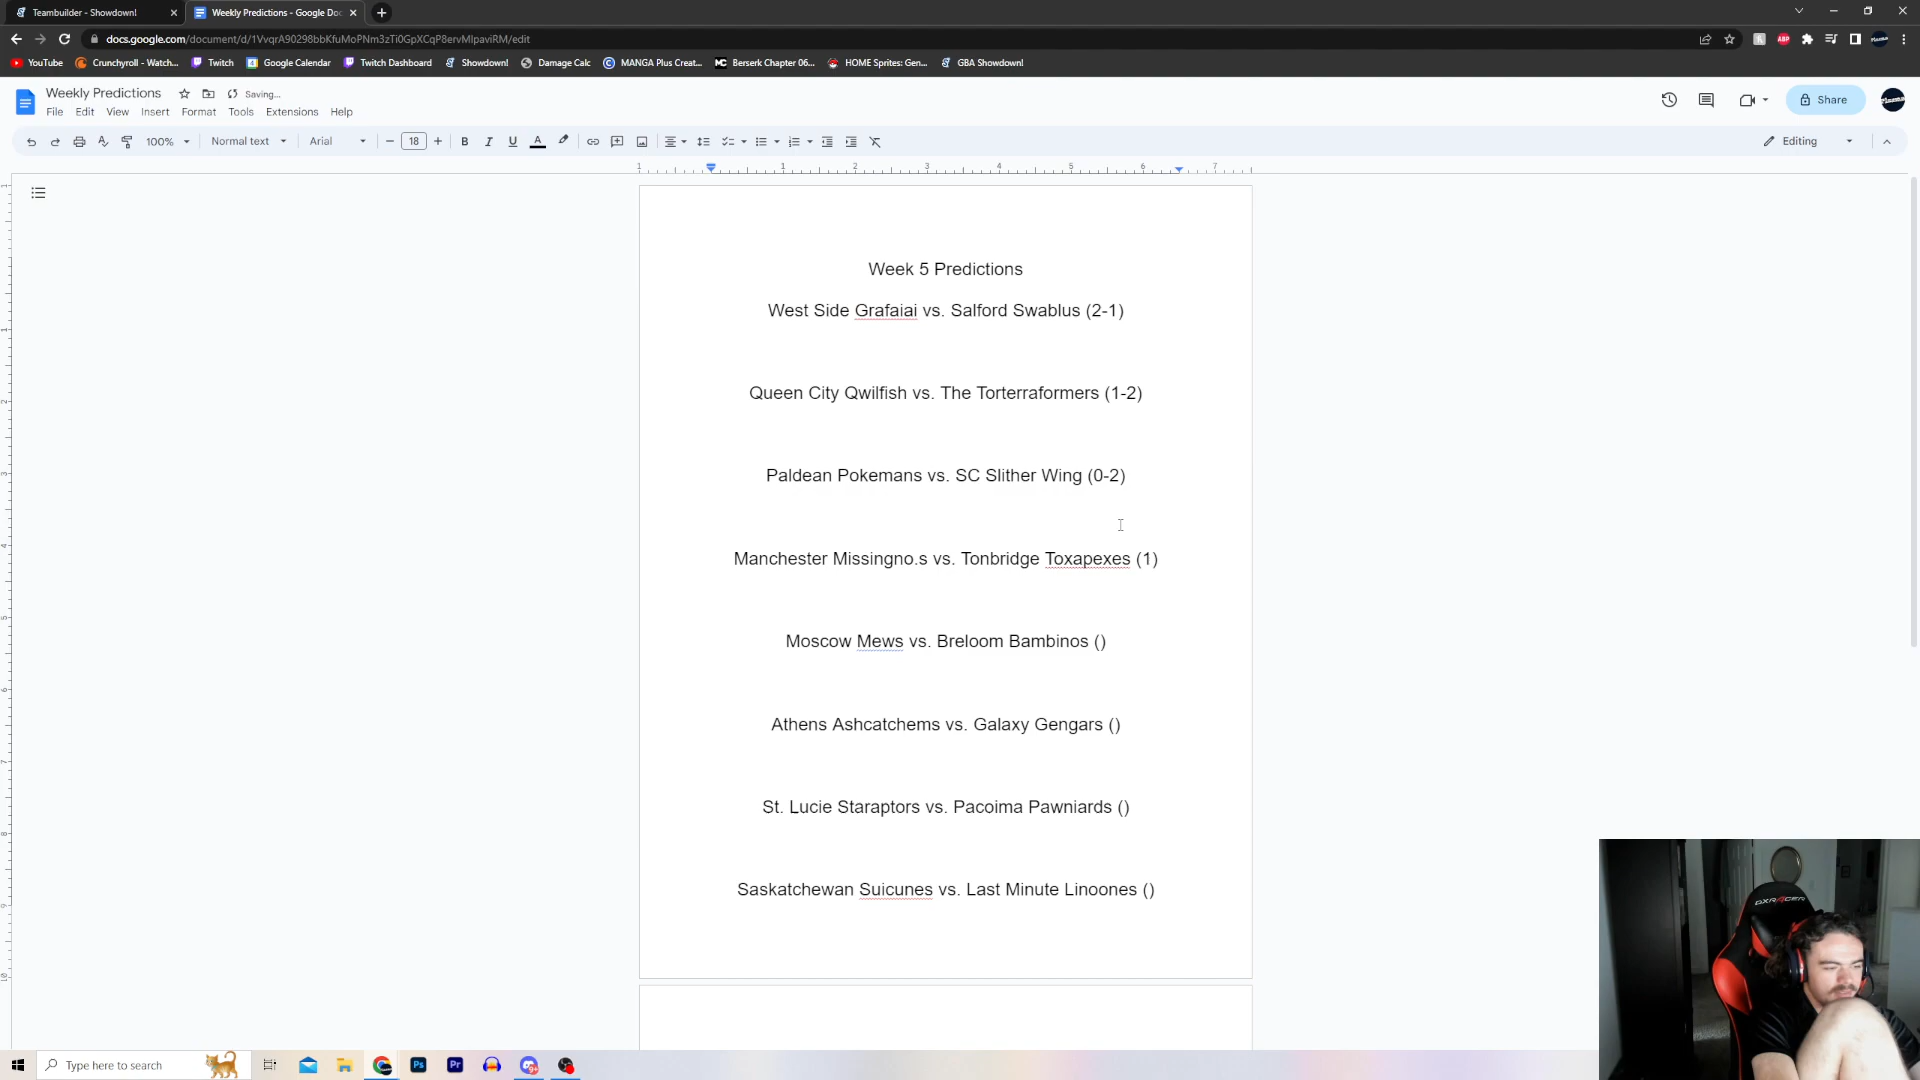 Teambuilder - Showdown!
Weekly Predictions - Google Doc
docs.google.com/document/d/1VvqrA90298bbKfuMoPNm3zTi0GpXCqP8ervMIpaviRM/edit
YouTube
Crunchyroll - Watch...
Twitch
Google Calendar
Twitch Dashboard
Showdown!
Damage Calc
MANGA Plus Creat...
Berserk Chapter 06...
HOME Sprites: Gen...
GBA Showdown!
Weekly Predictions
Saving...
File Edit View Insert Format Tools Extensions Help
Share
100% Normal text Arial 18
Editing
Week 5 Predictions
West Side Grafaiai vs. Salford Swablus (2-1)
Queen City Qwilfish vs. The Torterraformers (1-2)
Paldean Pokemans vs. SC Slither Wing (0-2)
Manchester Missingno.s vs. Tonbridge Toxapexes (1)
Moscow Mews vs. Breloom Bambinos ()
Athens Ashcatchems vs. Galaxy Gengars ()
St. Lucie Staraptors vs. Pacoima Pawniards ()
Saskatchewan Suicunes vs. Last Minute Linoones ()
DXRACER
Type here to search